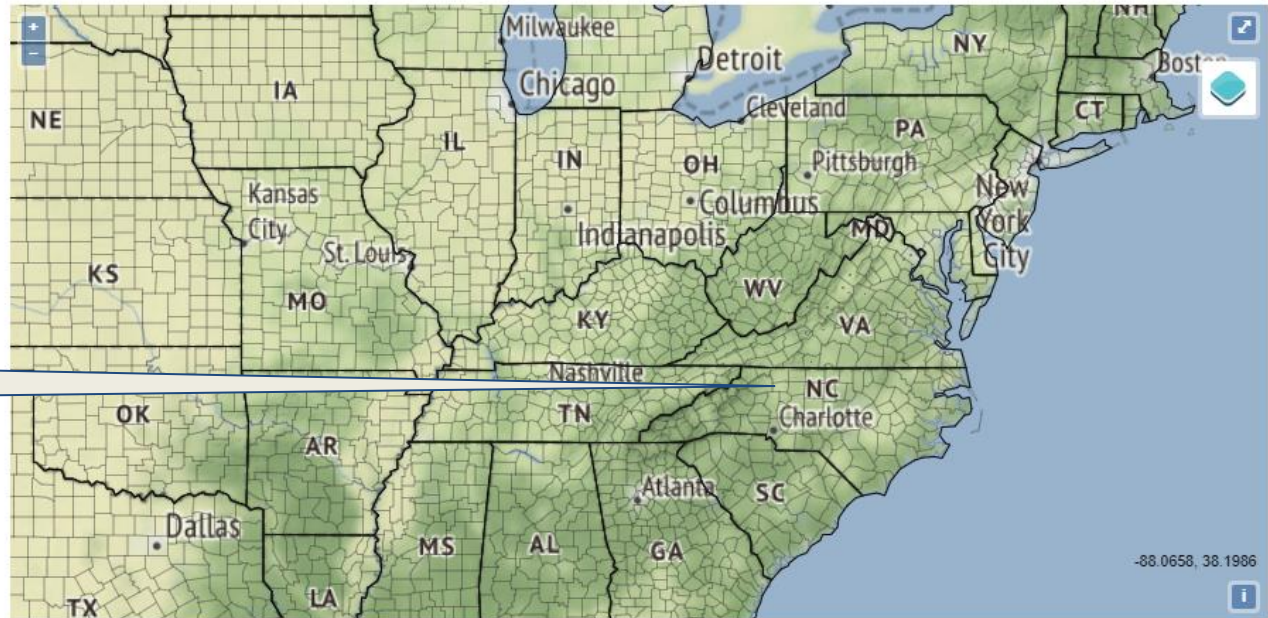 NH
+
−
Milwaukee
NY
Detroit
Boston
Chicago
IA
Cleveland
CT
NE
PA
IL
IN
OH
Pittsburgh
Kansas
City
Columbus
New
York
City
Indianapolis
MD
St. Louis
KS
WV
MO
VA
KY
Nashville
NC
OK
TN
Charlotte
AR
Atlanta
SC
Dallas
MS
AL
GA
-88.0658, 38.1986
LA
TX
i